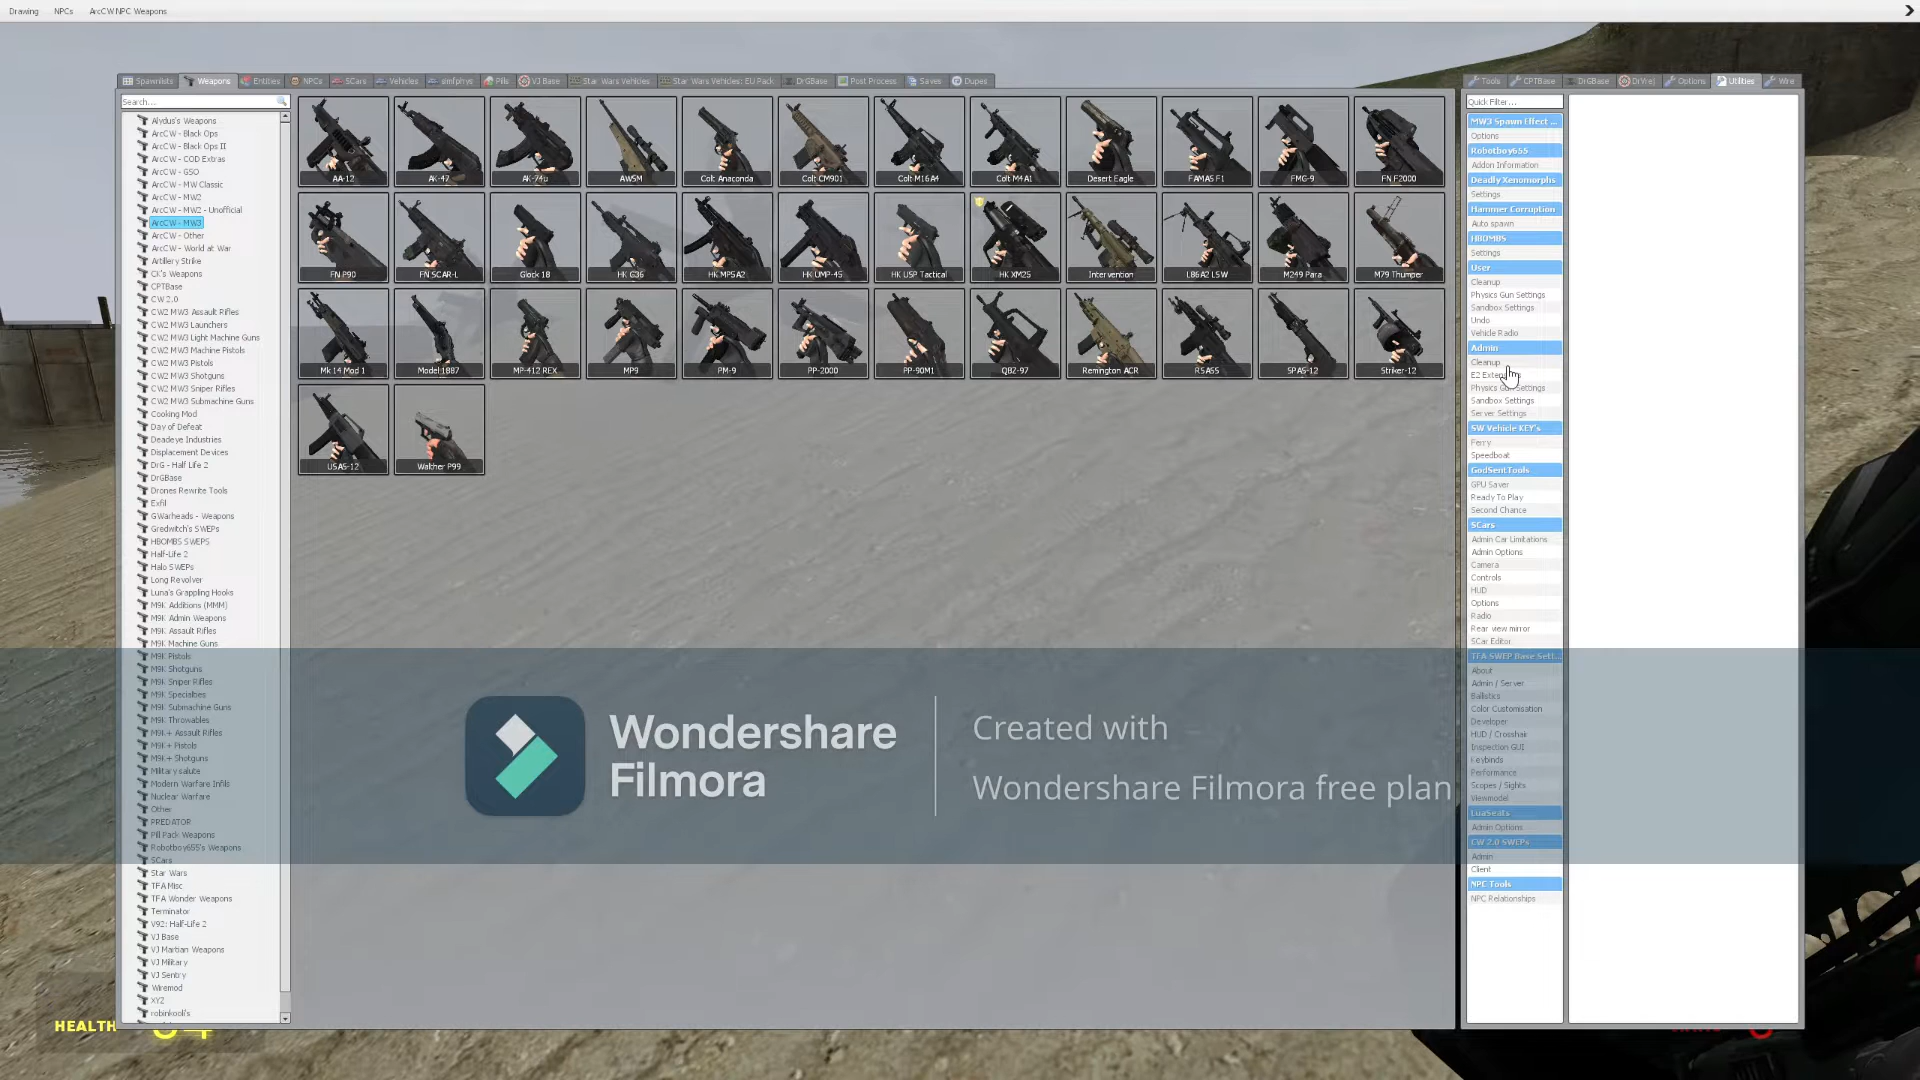 Drawing NPCs ArcCW NPC Weapons
Spawnlists Weapons Entities NPCs SCars Vehicles simfphys Pills VJ Base Star Wars Vehicles Star Wars Vehicles: EU Pack DrGBase Post Process Saves Dupes
Tools CPTBase DrGBase DrVrej Options Utilities Wire
Search...
Alydus's Weapons
ArcCW - Black Ops
ArcCW - Black Ops II
ArcCW - COD Extras
ArcCW - GSO
ArcCW - MW Classic
ArcCW - MW2
ArcCW - MW2 - Unofficial
ArcCW - MW3
ArcCW - Other
ArcCW - World at War
Artillery Strike
CK's Weapons
CPTBase
CW 2.0
CW2 MW3 Assault Rifles
CW2 MW3 Launchers
CW2 MW3 Light Machine Guns
CW2 MW3 Machine Pistols
CW2 MW3 Pistols
CW2 MW3 Shotguns
CW2 MW3 Sniper Rifles
CW2 MW3 Submachine Guns
Cooking Mod
Day of Defeat
Deadeye Industries
Displacement Devices
DrG - Half Life 2
DrGBase
Drones Rewrite Tools
Exfil
GWarheads - Weapons
Gredwitch's SWEPs
HBOMBS SWEPS
Half-Life 2
Halo SWEPs
Long Revolver
Luna's Grappling Hooks
M9K Additions (MMM)
M9K Admin Weapons
M9K Assault Rifles
M9K Machine Guns
M9K Pistols
M9K Shotguns
M9K Sniper Rifles
M9K Specialties
M9K Submachine Guns
M9K Throwables
M9K+ Assault Rifles
M9K+ Pistols
M9K+ Shotguns
Military salute
Modern Warfare Infils
Nuclear Warfare
Other
PREDATOR
Pill Pack Weapons
Robotboy655's Weapons
SCars
Star Wars
TFA Misc
TFA Wonder Weapons
Terminator
V92: Half-Life 2
VJ Base
VJ Martian Weapons
VJ Military
VJ Sentry
Wiremod
XYZ
robinkooli's
AA-12 AK-47 AK-74u AWSM Colt Anaconda Colt CM901 Colt M16A4 Colt M4A1 Desert Eagle FAMAS F1 FMG-9 FN F2000
FN P90 FN SCAR-L Glock 18 HK G36 HK MP5A2 HK UMP-45 HK USP Tactical HK XM25 Intervention L86A2 LSW M249 Para M79 Thumper
Mk 14 Mod 1 Model 1887 MP-412 REX MP9 PM-9 PP-2000 PP-90M1 QBZ-97 Remington ACR RSASS SPAS-12 Striker-12
USAS-12 Walther P99
Quick Filter...
MW3 Spawn Effect ...
Options
Robotboy655
Addon Information
Deadly Xenomorphs
Settings
Hammer Corruption
Auto spawn
HBOMBS
Settings
User
Cleanup
Physics Gun Settings
Sandbox Settings
Undo
Vehicle Radio
Admin
Cleanup
E2 Exten
Physics Gun Settings
Sandbox Settings
Server Settings
SW Vehicle KEY's
Ferry
Speedboat
GodSentTools
GPU Saver
Ready To Play
Second Chance
SCars
Admin Car Limitations
Admin Options
Camera
Controls
HUD
Options
Radio
Rear view mirror
SCar Editor
TFA SWEP Base Sett...
About
Admin / Server
Ballistics
Color Customisation
Developer
HUD / Crosshair
Inspection GUI
Keybinds
Performance
Scopes / Sights
Viewmodel
LuaSeats
Admin Options
CW 2.0 SWEPs
Admin
Client
NPC Tools
NPC Relationships
Wondershare
Filmora
Created with
Wondershare Filmora free plan
HEALTH